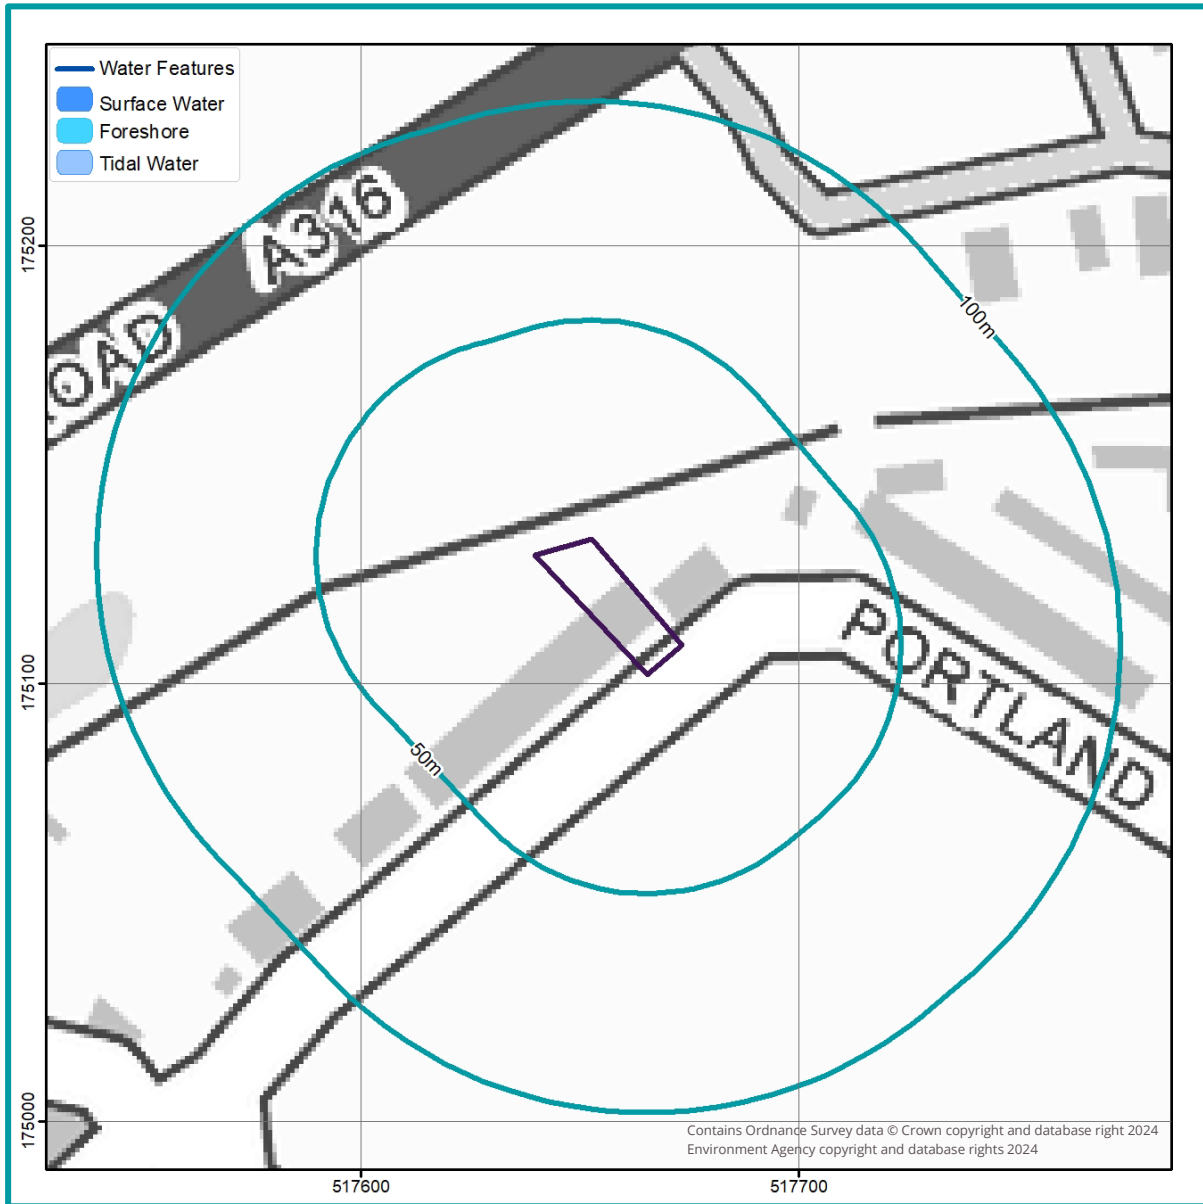 Water Features
Surface Water
Foreshore
Tidal Water
A316
OAD
100m
50m
PORTLAND
175200
175100
175000
517600
517700
Contains Ordnance Survey data © Crown copyright and database right 2024
Environment Agency copyright and database rights 2024